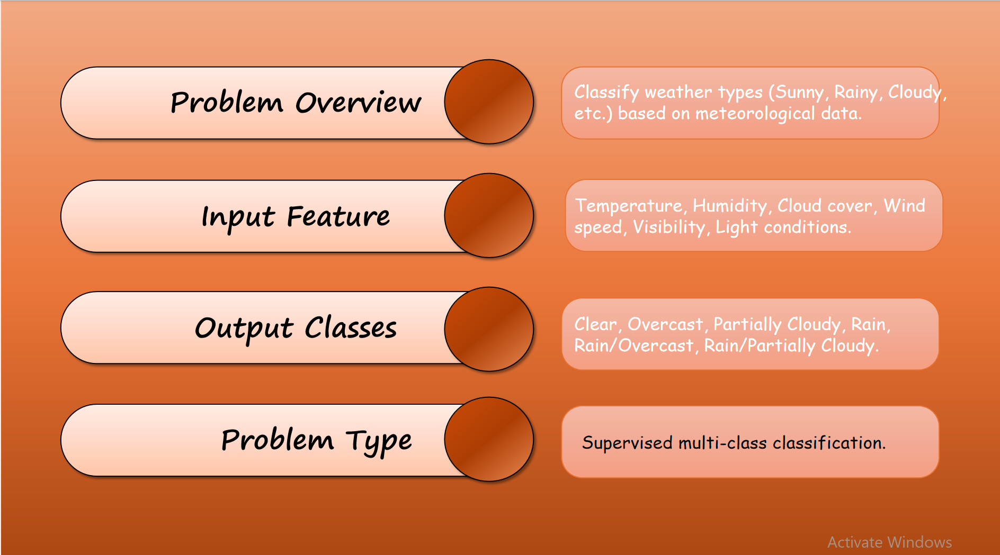 Problem Overview
Classify weather types (Sunny, Rainy, Cloudy,
etc.) based on meteorological data.
Input Feature
Temperature, Humidity, Cloud cover, Wind
speed, Visibility, Light conditions.
Output Classes
Clear, Overcast, Partially Cloudy, Rain,
Rain/Overcast, Rain/Partially Cloudy.
Problem Type
Supervised multi-class classification.
Activate Windows